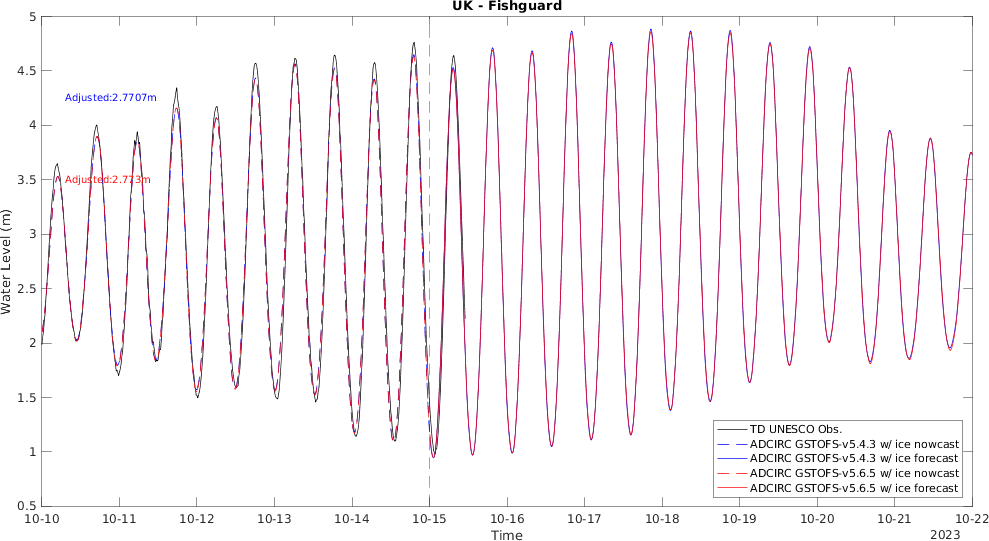 UK - Fishguard
5
4.5
4
3.5
3
2.5
2
1.5
1
0.5
Water Level (m)
Adjusted:2.7707m
Adjusted:2.773m
TD UNESCO Obs.
ADCIRC GSTOFS-v5.4.3 w/ ice nowcast
ADCIRC GSTOFS-v5.4.3 w/ ice forecast
ADCIRC GSTOFS-v5.6.5 w/ ice nowcast
ADCIRC GSTOFS-v5.6.5 w/ ice forecast
10-10 10-11 10-12 10-13 10-14 10-15 10-16 10-17 10-18 10-19 10-20 10-21 10-22
Time
2023